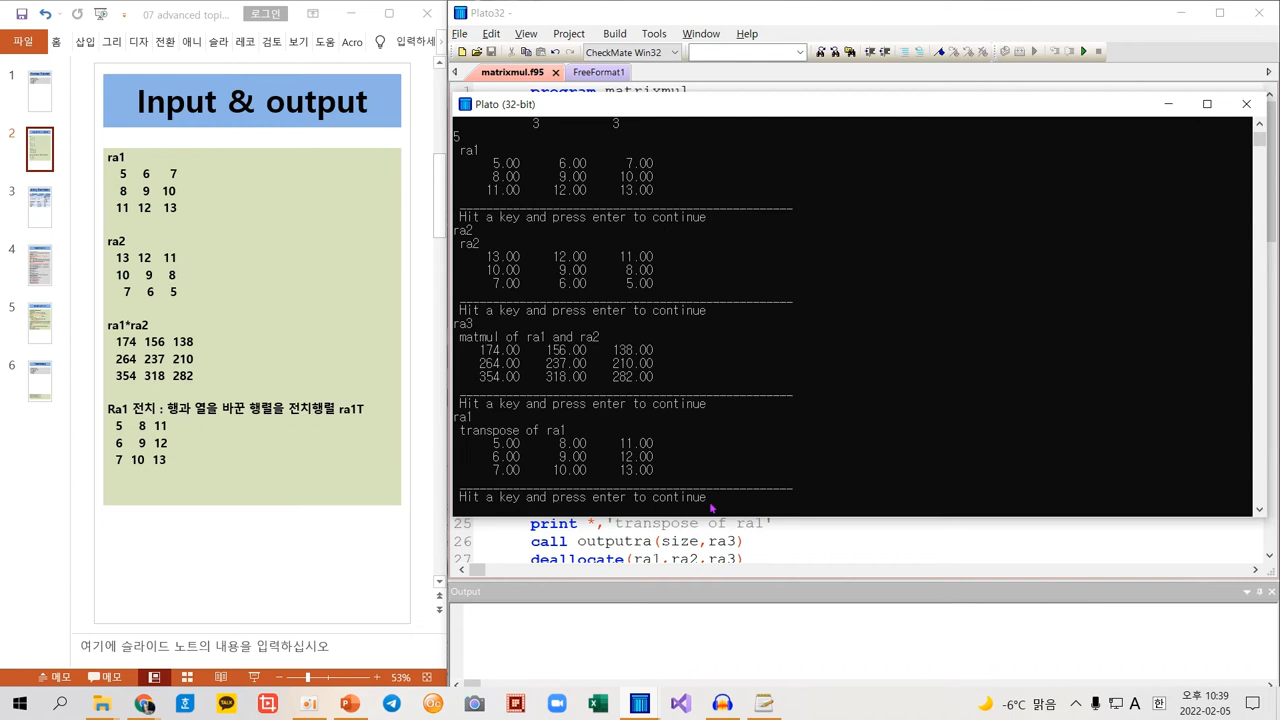 07 advanced topi...
로그인
파일
홈
삽입
그리
디자
전환
애니
슬라
레코
검토
보기
도움
Acro
입력하세
1
2
3
4
5
6
Input & output
ra1
5 6 7
8 9 10
11 12 13
ra2
13 12 11
10 9 8
7 6 5
ra1*ra2
174 156 138
264 237 210
354 318 282
Ra1 전치 : 행과 열을 바꾼 행렬을 전치행렬 ra1T
5 8 11
6 9 12
7 10 13
여기에 슬라이드 노트의 내용을 입력하십시오
메모
메모
53%
Plato32 -
File Edit View Project Build Tools Window Help
CheckMate Win32
matrixmul.f95
FreeFormat1
1 program matrixmul
Plato (32-bit)
3 3
5
ra1
5.00 6.00 7.00
8.00 9.00 10.00
11.00 12.00 13.00
Hit a key and press enter to continue
ra2
ra2
13.00 12.00 11.00
10.00 9.00 8.00
7.00 6.00 5.00
Hit a key and press enter to continue
ra3
matmul of ra1 and ra2
174.00 156.00 138.00
264.00 237.00 210.00
354.00 318.00 282.00
Hit a key and press enter to continue
ra1
transpose of ra1
5.00 8.00 11.00
6.00 9.00 12.00
7.00 10.00 13.00
Hit a key and press enter to continue
25 print *,'transpose of ra1'
26 call outputra(size,ra3)
27 deallocate(ra1,ra2,ra3)
Output
TALK
-6°C 맑음
A
한
오후 10:39
2022-02-05